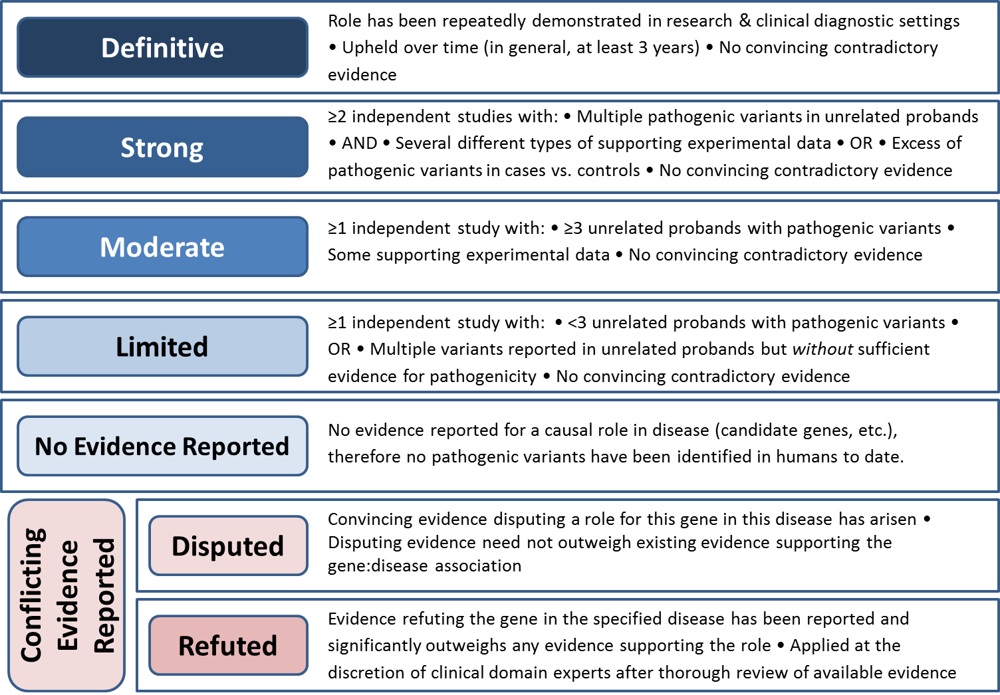 Definitive
Role has been repeatedly demonstrated in research & clinical diagnostic settings
• Upheld over time (in general, at least 3 years) • No convincing contradictory
evidence
Strong
≥2 independent studies with: • Multiple pathogenic variants in unrelated probands
• AND • Several different types of supporting experimental data • OR • Excess of
pathogenic variants in cases vs. controls • No convincing contradictory evidence
Moderate
≥1 independent study with: • ≥3 unrelated probands with pathogenic variants •
Some supporting experimental data • No convincing contradictory evidence
Limited
≥1 independent study with: • <3 unrelated probands with pathogenic variants •
OR • Multiple variants reported in unrelated probands but without sufficient
evidence for pathogenicity • No convincing contradictory evidence
No Evidence Reported
No evidence reported for a causal role in disease (candidate genes, etc.),
therefore no pathogenic variants have been identified in humans to date.
Conflicting
Evidence
Reported
Disputed
Convincing evidence disputing a role for this gene in this disease has arisen •
Disputing evidence need not outweigh existing evidence supporting the
gene:disease association
Refuted
Evidence refuting the gene in the specified disease has been reported and
significantly outweighs any evidence supporting the role • Applied at the
discretion of clinical domain experts after thorough review of available evidence